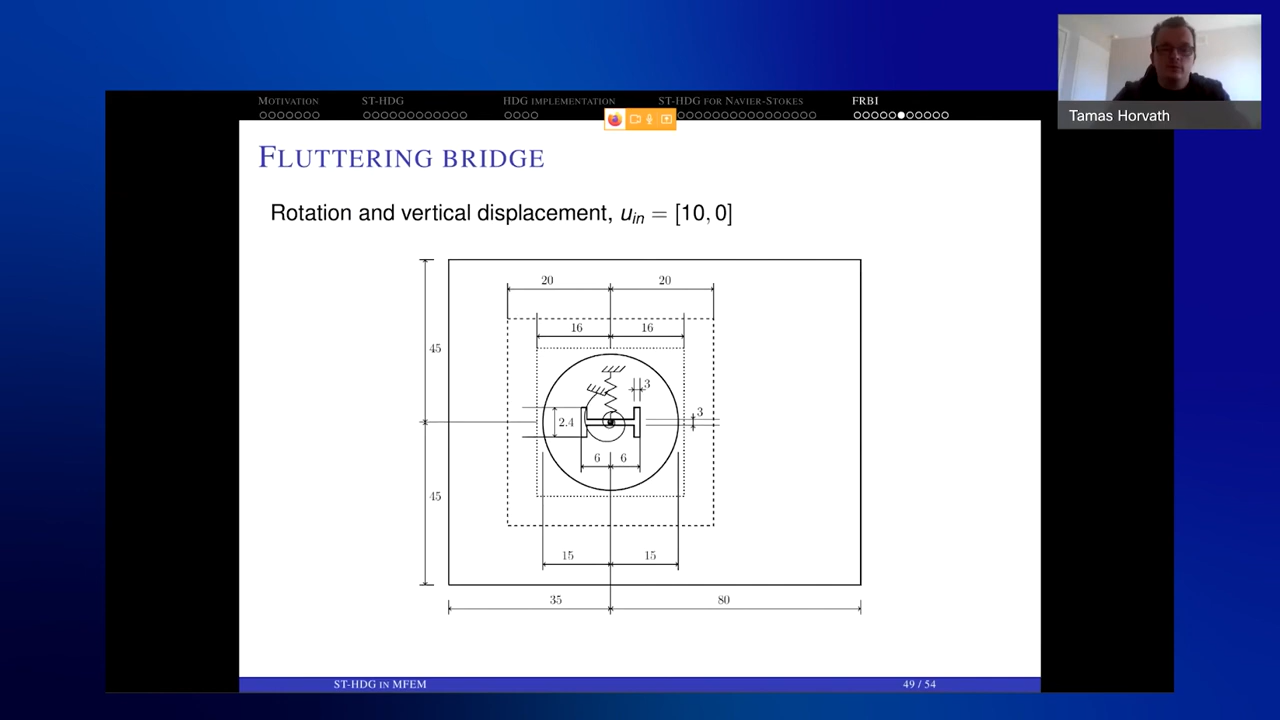 Tamas Horvath
MOTIVATION ST-HDG HDG IMPLEMENTATION ST-HDG FOR NAVIER-STOKES FRBI
FLUTTERING BRIDGE
Rotation and vertical displacement, u_in = [10, 0]
20 20
16 16
45
3
3
2.4
6 6
45
15 15
35 80
ST-HDG IN MFEM 49 / 54